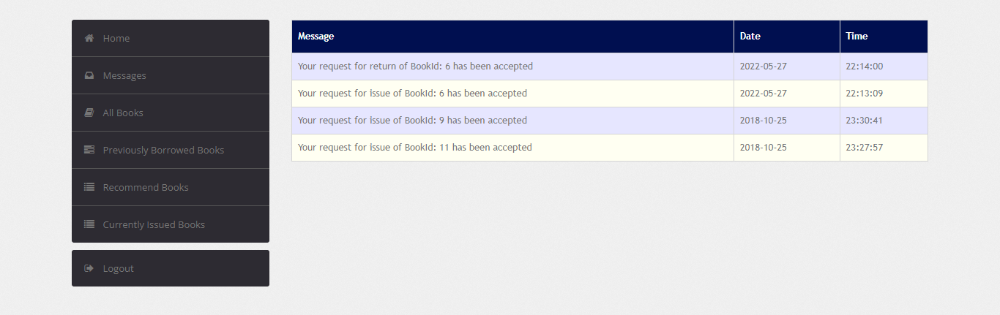 Home
Messages
All Books
Previously Borrowed Books
Recommend Books
Currently Issued Books
Logout
Message Date Time
Your request for return of BookId: 6 has been accepted 2022-05-27 22:14:00
Your request for issue of BookId: 6 has been accepted 2022-05-27 22:13:09
Your request for issue of BookId: 9 has been accepted 2018-10-25 23:30:41
Your request for issue of BookId: 11 has been accepted 2018-10-25 23:27:57